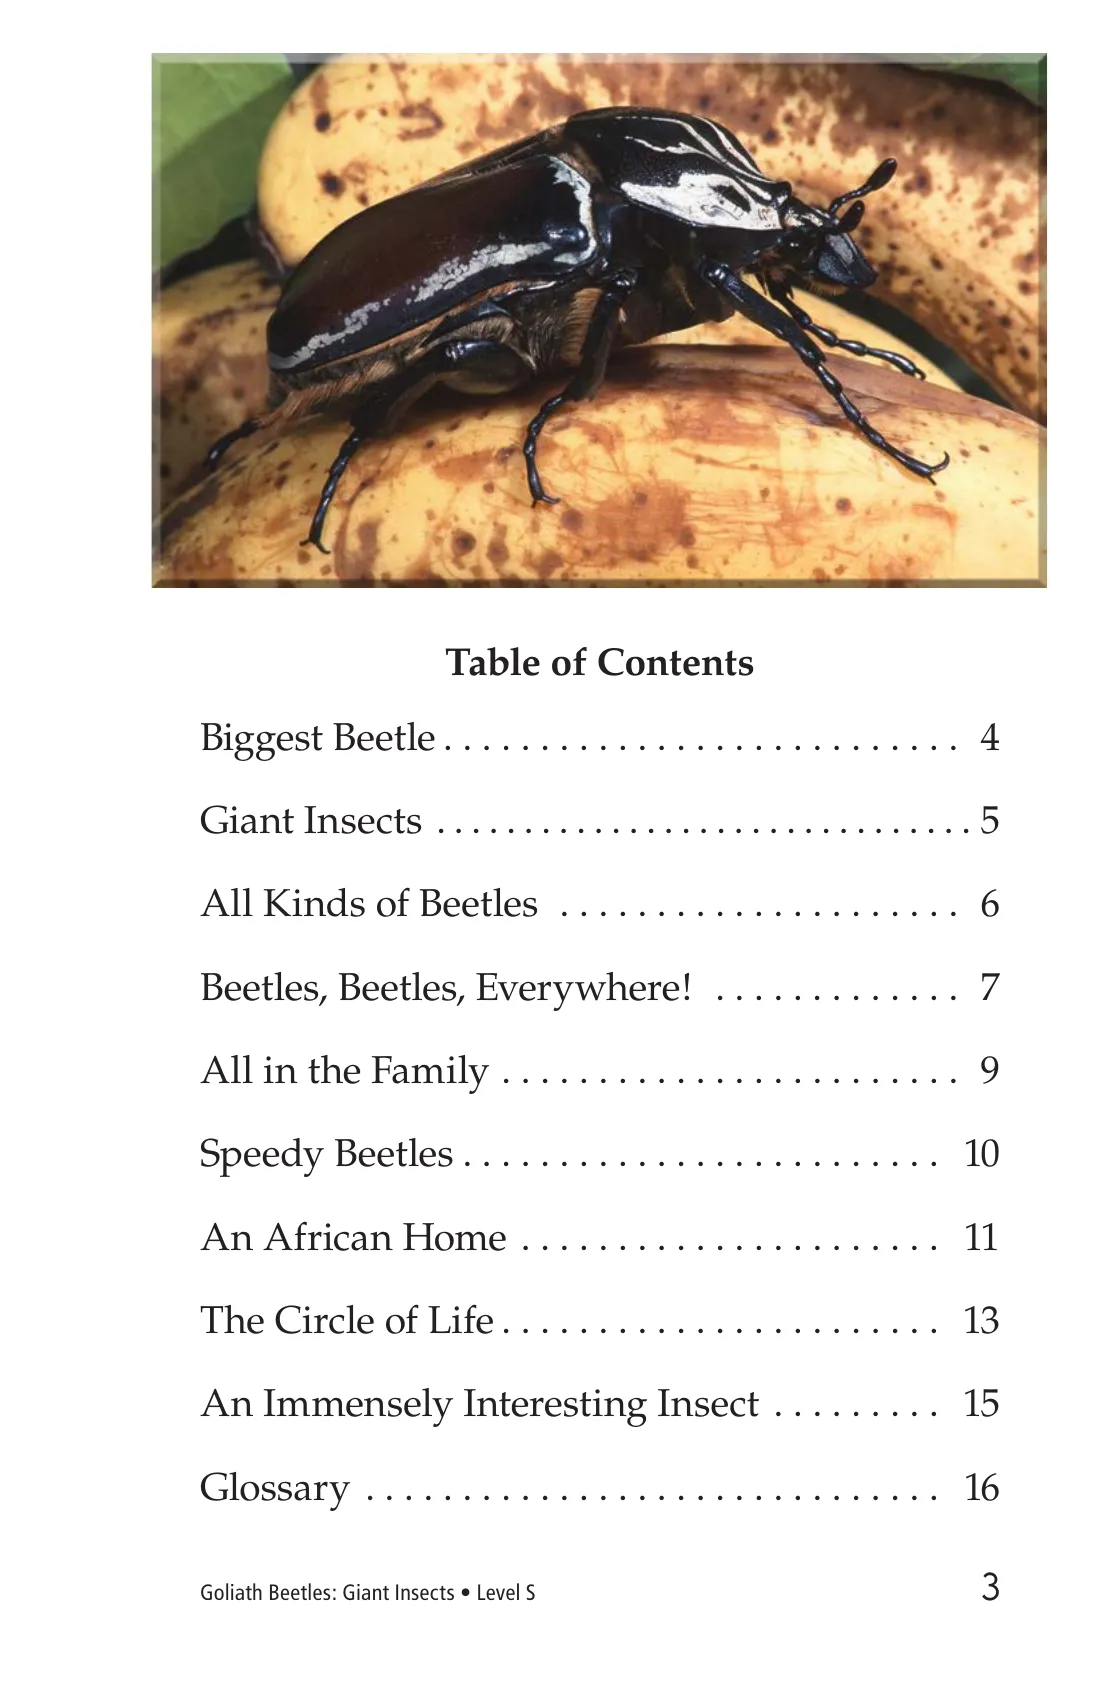 Table of Contents
Biggest Beetle . . . . . . . . . . . . . . . . . . . . . . . . . . . 4
Giant Insects . . . . . . . . . . . . . . . . . . . . . . . . . . . . . . 5
All Kinds of Beetles . . . . . . . . . . . . . . . . . . . . . 6
Beetles, Beetles, Everywhere! . . . . . . . . . . . . . 7
All in the Family . . . . . . . . . . . . . . . . . . . . . . . . 9
Speedy Beetles . . . . . . . . . . . . . . . . . . . . . . . . . 10
An African Home . . . . . . . . . . . . . . . . . . . . . . 11
The Circle of Life . . . . . . . . . . . . . . . . . . . . . . . 13
An Immensely Interesting Insect . . . . . . . . . 15
Glossary . . . . . . . . . . . . . . . . . . . . . . . . . . . . . . 16
Goliath Beetles: Giant Insects • Level S 3